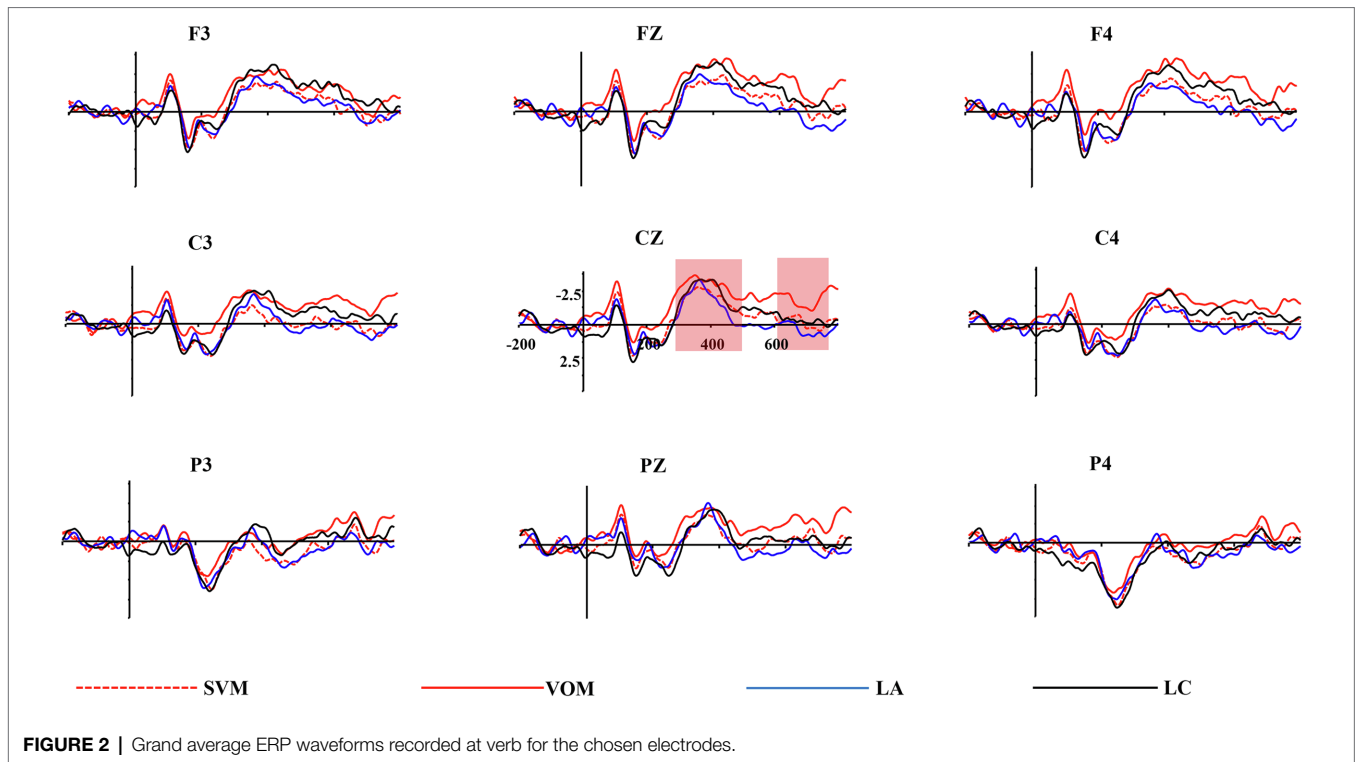 F3 FZ F4
C3 CZ C4
-2.5
-200 200 400 600
2.5
P3 PZ P4
SVM VOM LA LC
FIGURE 2 | Grand average ERP waveforms recorded at verb for the chosen electrodes.